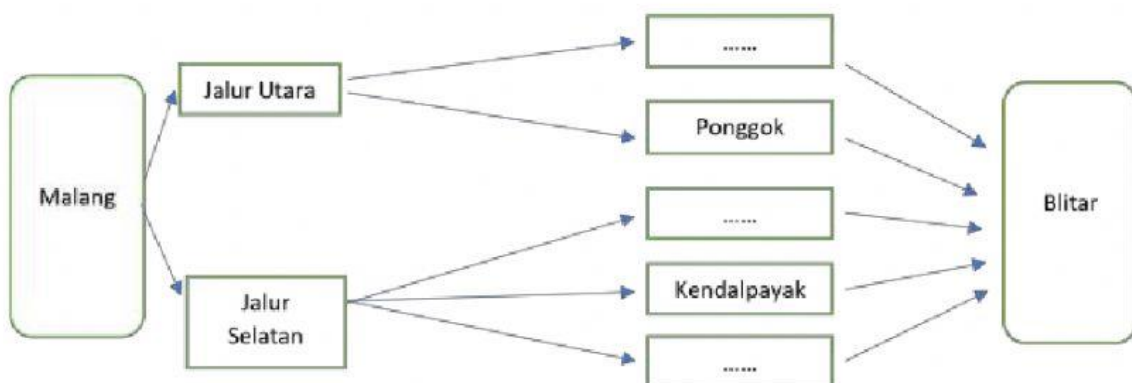 Malang
Jalur Utara
Jalur
Selatan
......
Ponggok
......
Kendalpayak
......
Blitar